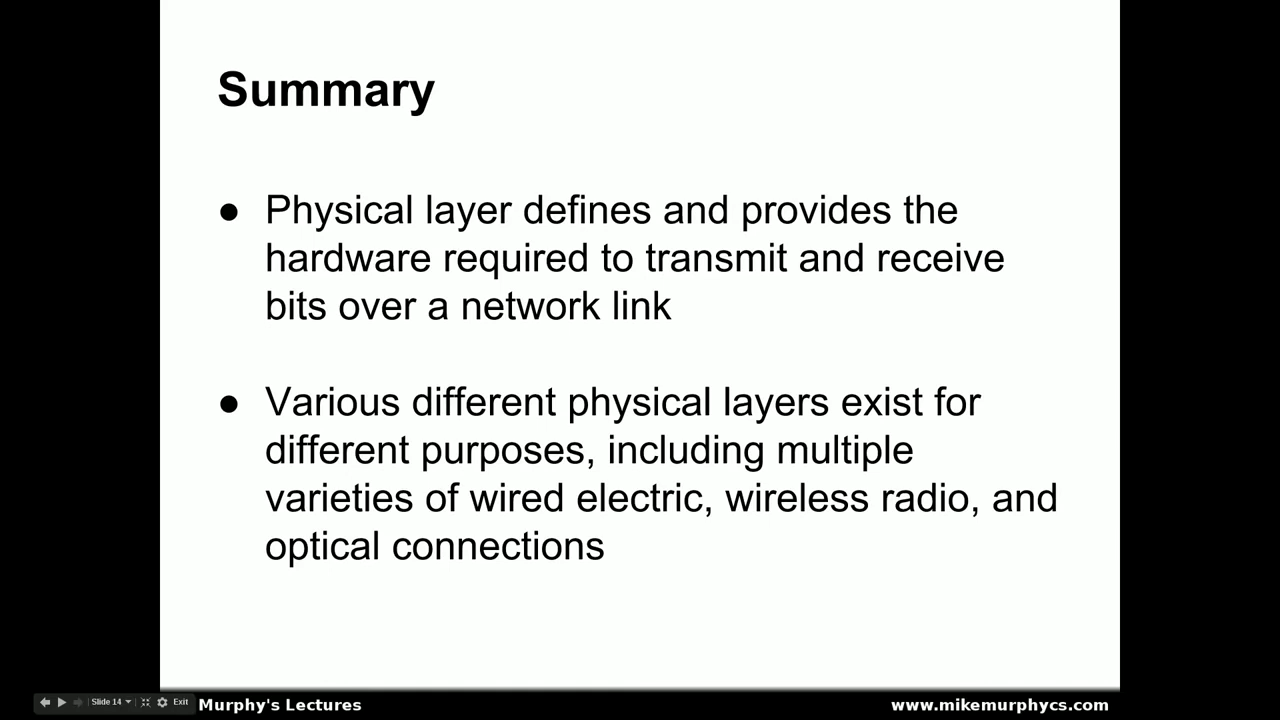 Summary
● Physical layer defines and provides the
hardware required to transmit and receive
bits over a network link
● Various different physical layers exist for
different purposes, including multiple
varieties of wired electric, wireless radio, and
optical connections
Slide 14 Exit Murphy's Lectures www.mikemurphycs.com